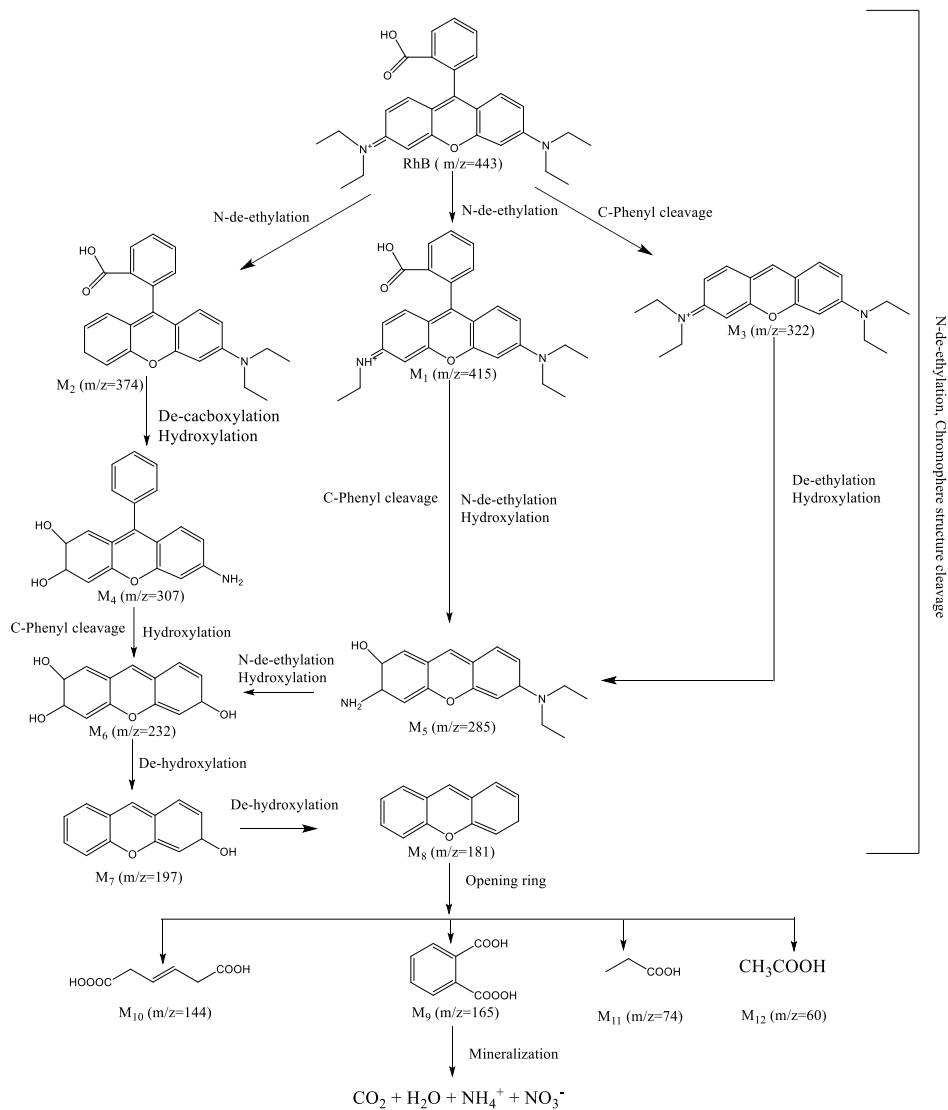 HO
O
N⁺
O
N
RhB ( m/z=443)
N-de-ethylation
N-de-ethylation
C-Phenyl cleavage
HO
O
O
N
M₂ (m/z=374)
HO
O
NH⁺
O
N
M₁ (m/z=415)
N⁺
O
N
M₃ (m/z=322)
De-cacboxylation
Hydroxylation
C-Phenyl cleavage
N-de-ethylation
Hydroxylation
De-ethylation
Hydroxylation
N-de-ethylation, Chromophere structure cleavage
HO
HO
O
NH₂
M₄ (m/z=307)
C-Phenyl cleavage
Hydroxylation
HO
HO
O
OH
M₆ (m/z=232)
N-de-ethylation
Hydroxylation
HO
NH₂
O
N
M₅ (m/z=285)
De-hydroxylation
O
OH
M₇ (m/z=197)
De-hydroxylation
O
M₈ (m/z=181)
Opening ring
HOOOC
COOH
M₁₀ (m/z=144)
COOH
COOOH
M₉ (m/z=165)
COOH
M₁₁ (m/z=74)
CH₃COOH
M₁₂ (m/z=60)
Mineralization
CO₂ + H₂O + NH₄⁺ + NO₃⁻